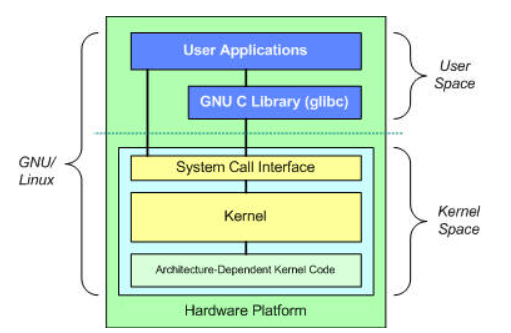 User Applications
GNU C Library (glibc)
User
Space
GNU/
Linux
System Call Interface
Kernel
Kernel
Space
Architecture-Dependent Kernel Code
Hardware Platform